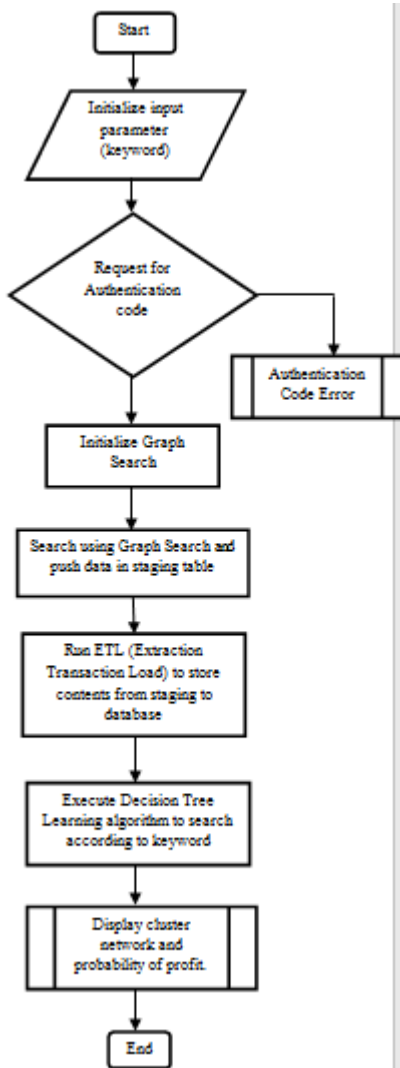 Start
Initialize input
parameter
(keyword)
Request for
Authentication
code
Authentication
Code Error
Initialize Graph
Search
Search using Graph Search and
push data in staging table
Run ETL (Extraction
Transaction Load) to store
contents from staging to
database
Execute Decision Tree
Learning algorithm to search
according to keyword
Display cluster
network and
probability of profit.
End